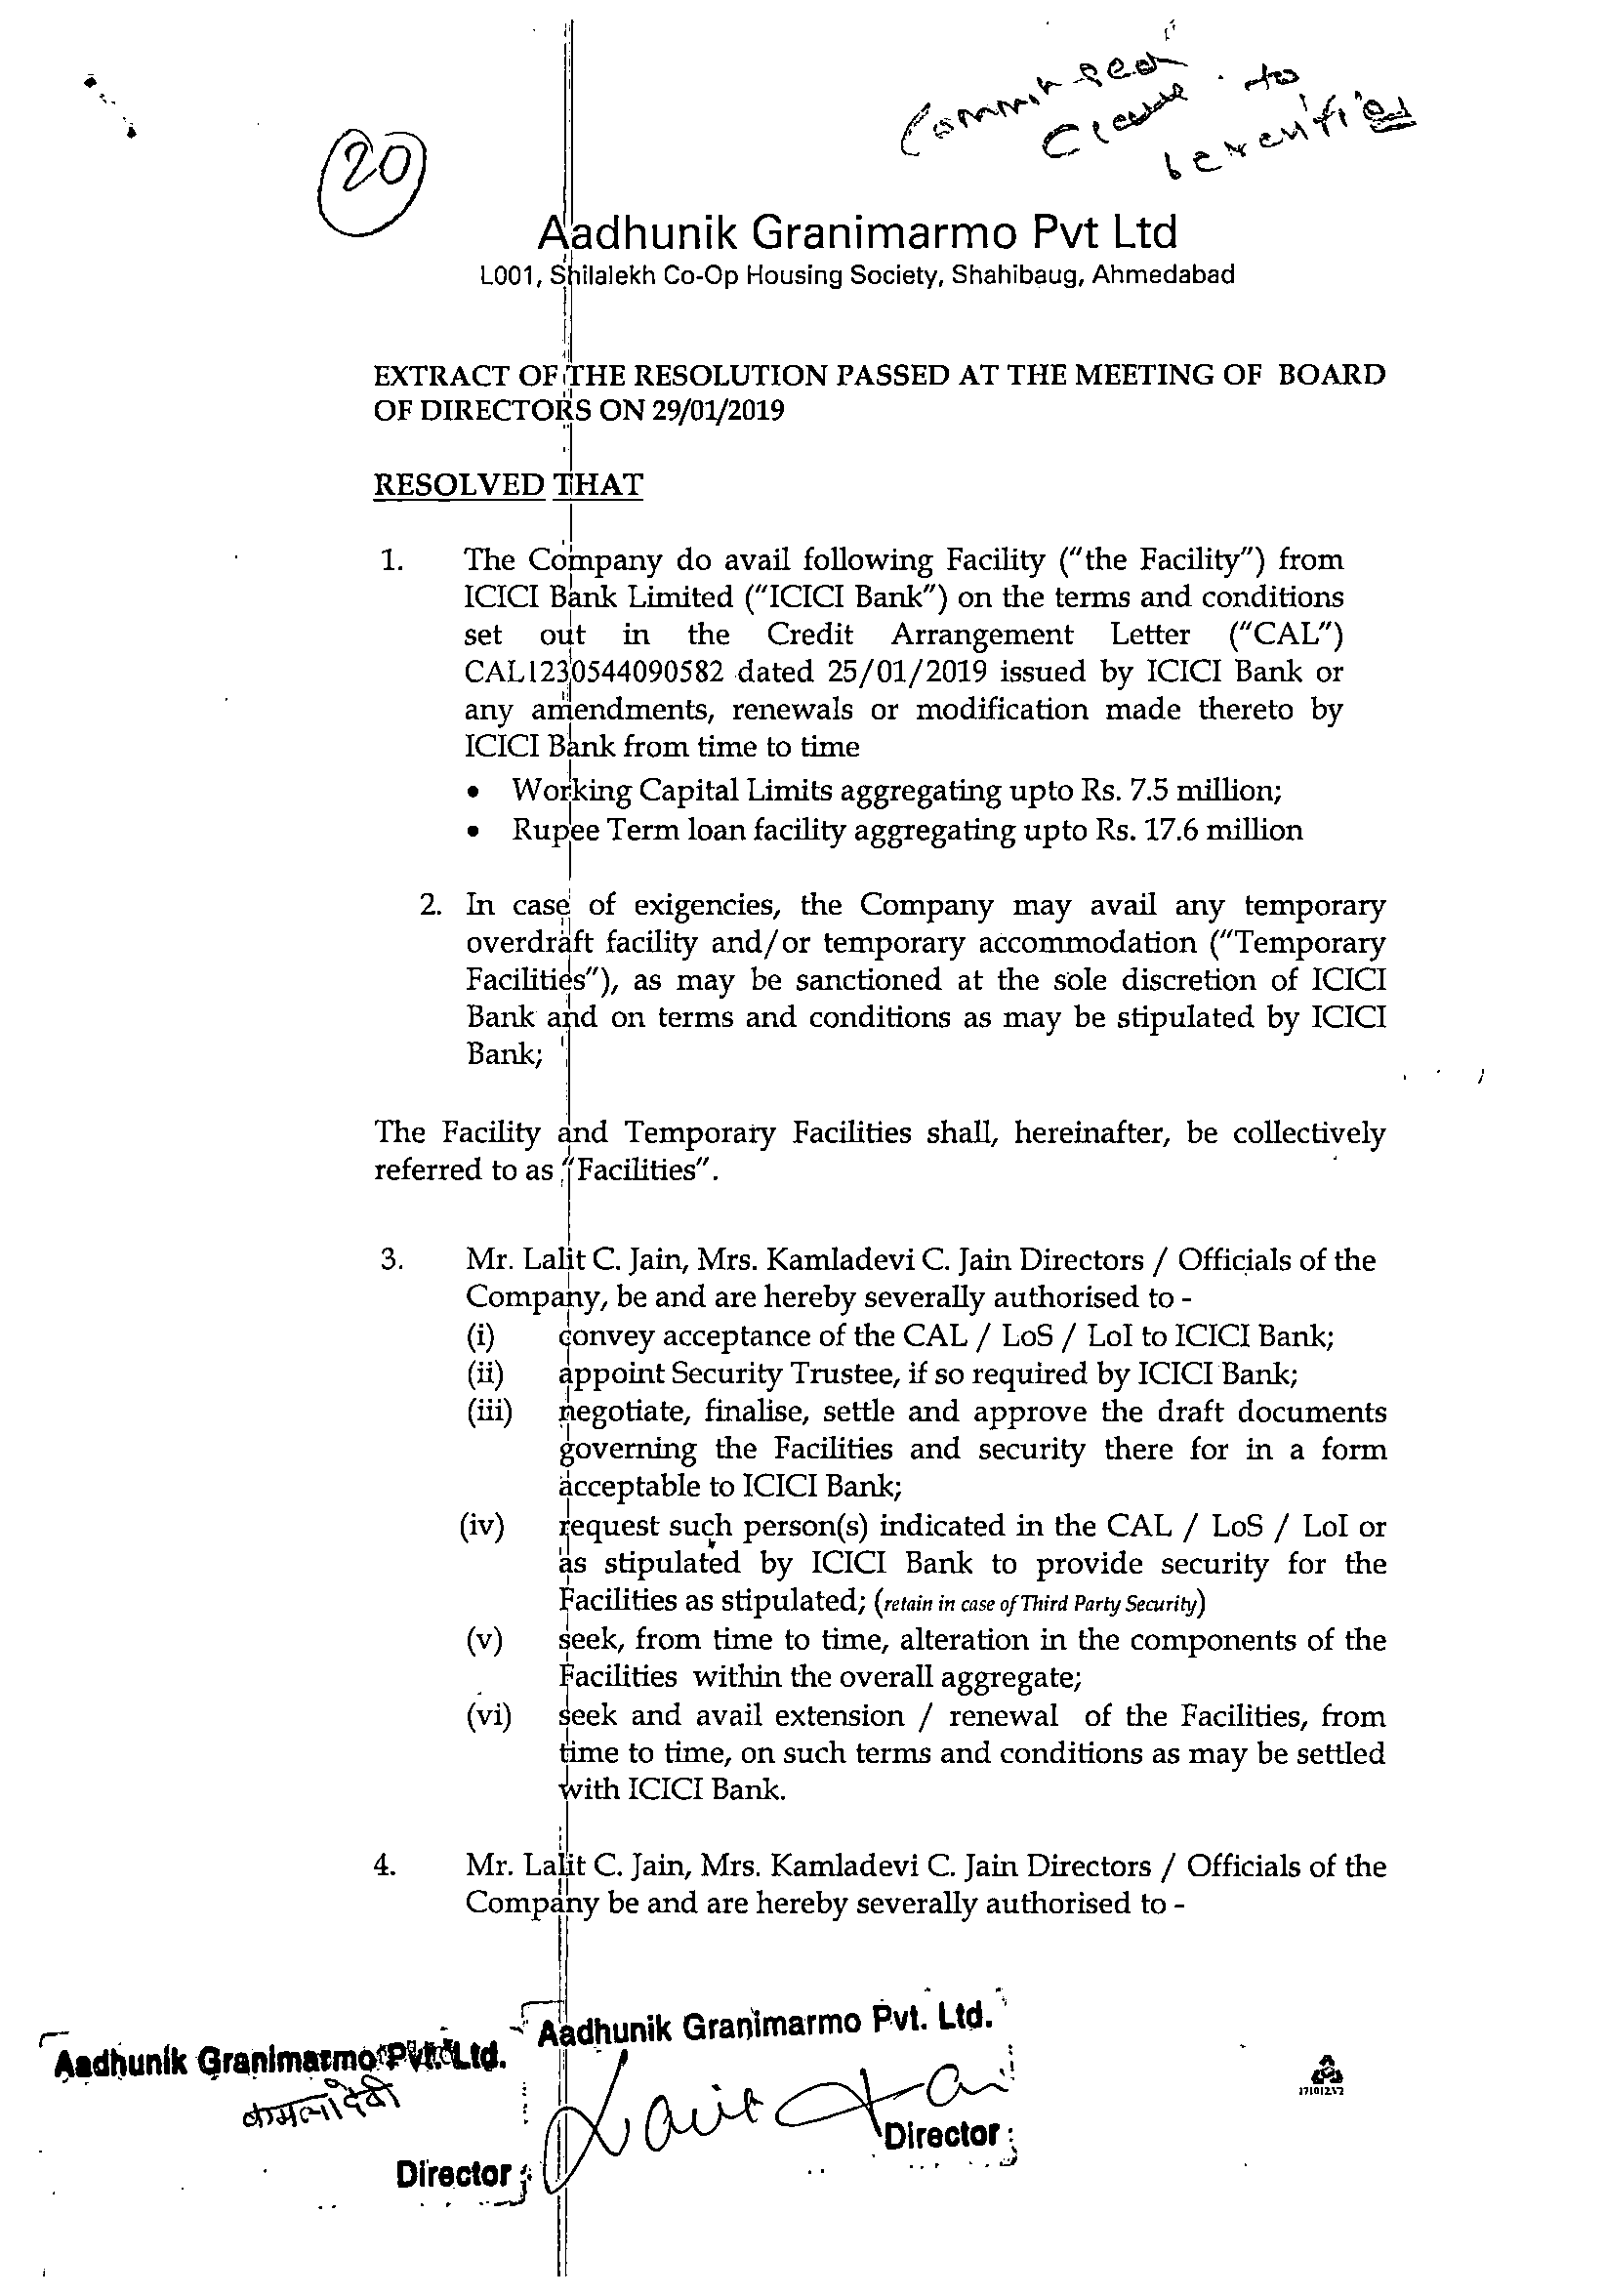 Common seal
Clause to
be verified
20
Aadhunik Granimarmo Pvt Ltd
L001, Shilalekh Co-Op Housing Society, Shahibaug, Ahmedabad
EXTRACT OF THE RESOLUTION PASSED AT THE MEETING OF BOARD
OF DIRECTORS ON 29/01/2019
RESOLVED THAT
1. The Company do avail following Facility ("the Facility") from
ICICI Bank Limited ("ICICI Bank") on the terms and conditions
set out in the Credit Arrangement Letter ("CAL")
CAL1230544090582 dated 25/01/2019 issued by ICICI Bank or
any amendments, renewals or modification made thereto by
ICICI Bank from time to time
• Working Capital Limits aggregating upto Rs. 7.5 million;
• Rupee Term loan facility aggregating upto Rs. 17.6 million
2. In case of exigencies, the Company may avail any temporary
overdraft facility and/or temporary accommodation ("Temporary
Facilities"), as may be sanctioned at the sole discretion of ICICI
Bank and on terms and conditions as may be stipulated by ICICI
Bank;
The Facility and Temporary Facilities shall, hereinafter, be collectively
referred to as "Facilities".
3. Mr. Lalit C. Jain, Mrs. Kamladevi C. Jain Directors / Officials of the
Company, be and are hereby severally authorised to -
(i) convey acceptance of the CAL / LoS / LoI to ICICI Bank;
(ii) appoint Security Trustee, if so required by ICICI Bank;
(iii) negotiate, finalise, settle and approve the draft documents
governing the Facilities and security there for in a form
acceptable to ICICI Bank;
(iv) request such person(s) indicated in the CAL / LoS / LoI or
as stipulated by ICICI Bank to provide security for the
Facilities as stipulated; (retain in case of Third Party Security)
(v) seek, from time to time, alteration in the components of the
Facilities within the overall aggregate;
(vi) seek and avail extension / renewal of the Facilities, from
time to time, on such terms and conditions as may be settled
with ICICI Bank.
4. Mr. Lalit C. Jain, Mrs. Kamladevi C. Jain Directors / Officials of the
Company be and are hereby severally authorised to -
Aadhunik Granimarmo Pvt. Ltd.
कमलादेवी
Director
Aadhunik Granimarmo Pvt. Ltd.
Lalit Jain
Director